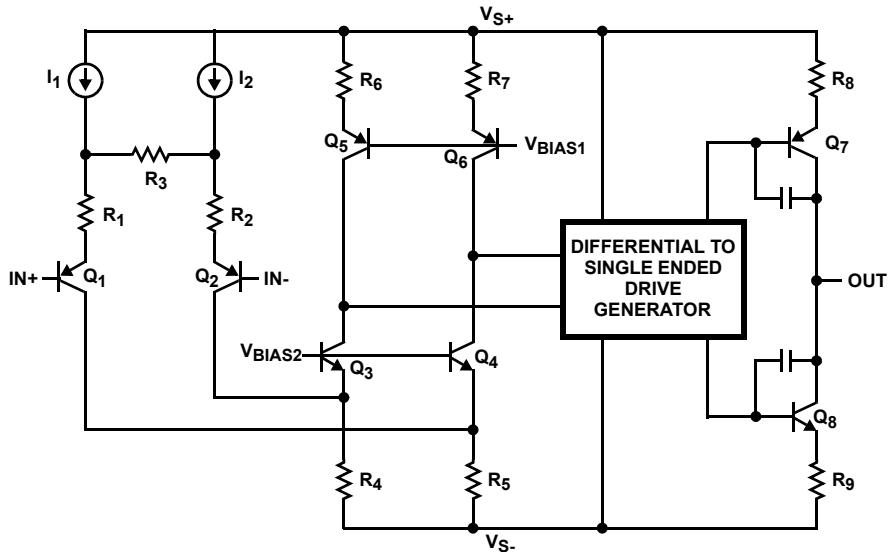 VS+
I1
I2
R6
R7
R8
Q5
Q6
VBIAS1
Q7
R3
R1
R2
IN+
Q1
Q2
IN-
DIFFERENTIAL TO
SINGLE ENDED
DRIVE
GENERATOR
OUT
VBIAS2
Q3
Q4
Q8
R4
R5
R9
VS-